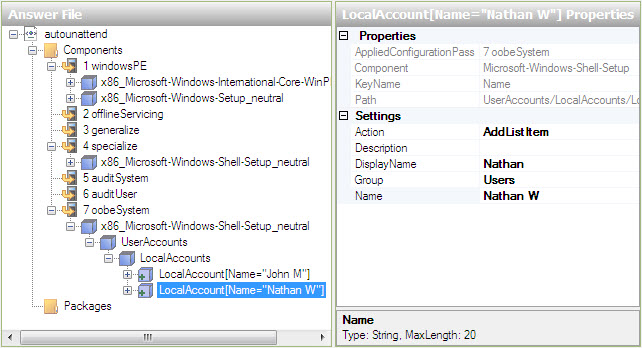 Answer File
autounattend
Components
1 windowsPE
x86_Microsoft-Windows-International-Core-WinP
x86_Microsoft-Windows-Setup_neutral
2 offlineServicing
3 generalize
4 specialize
x86_Microsoft-Windows-Shell-Setup_neutral
5 auditSystem
6 auditUser
7 oobeSystem
x86_Microsoft-Windows-Shell-Setup_neutral
UserAccounts
LocalAccounts
LocalAccount[Name="John M"]
LocalAccount[Name="Nathan W"]
Packages
LocalAccount[Name="Nathan W"] Properties
Properties
AppliedConfigurationPass 7 oobeSystem
Component Microsoft-Windows-Shell-Setup
KeyName Name
Path UserAccounts/LocalAccounts/Lo
Settings
Action AddListItem
Description
DisplayName Nathan
Group Users
Name Nathan W
Name
Type: String, MaxLength: 20